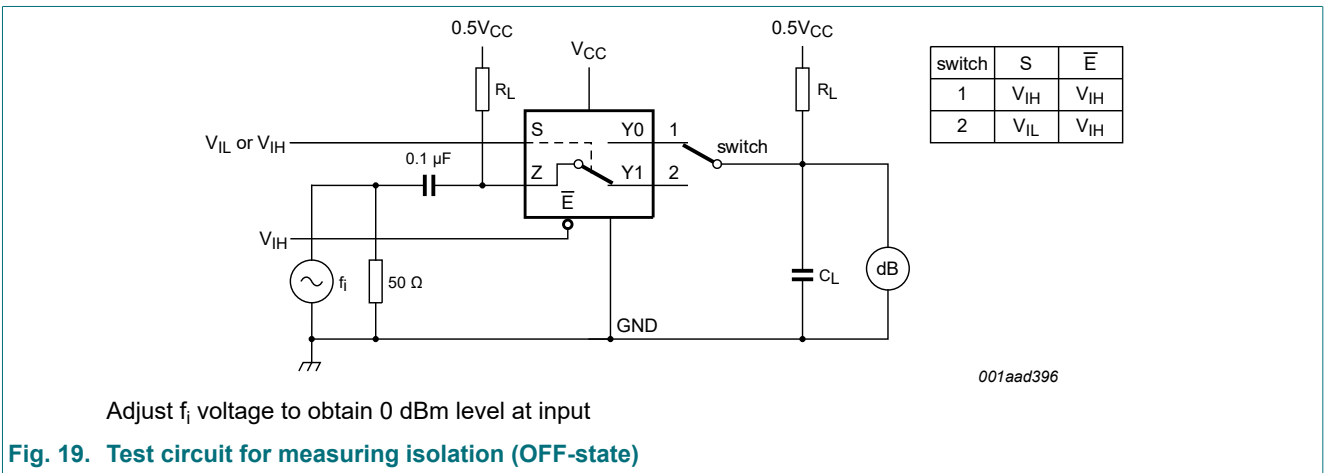 0.5VCC
0.5VCC
VCC
RL
RL
switch S E̅
1 VIH VIH
2 VIL VIH
VIL or VIH
S
Y0
1
switch
0.1 µF
Z
Y1
2
E̅
VIH
fi
50 Ω
CL
dB
GND
001aad396
Adjust fi voltage to obtain 0 dBm level at input
Fig. 19. Test circuit for measuring isolation (OFF-state)